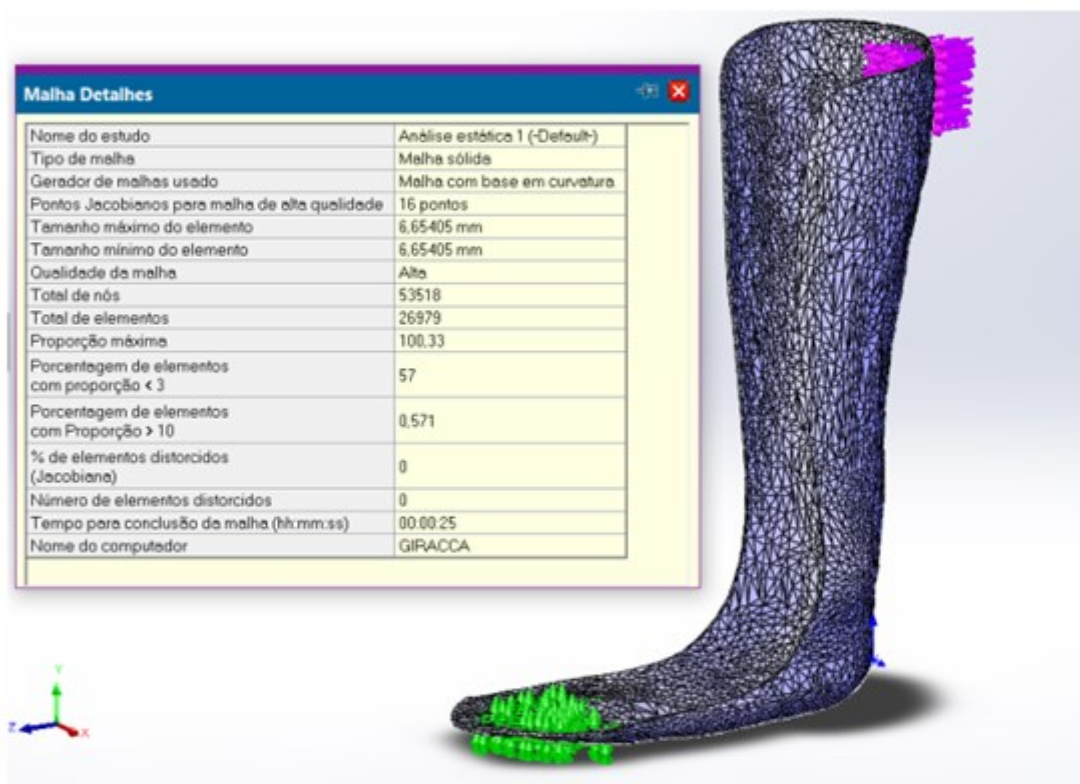 Malha Detalhes
Nome do estudo Análise estática 1 (-Default-)
Tipo de malha Malha sólida
Gerador de malhas usado Malha com base em curvatura
Pontos Jacobianos para malha de alta qualidade 16 pontos
Tamanho máximo do elemento 6,65405 mm
Tamanho mínimo do elemento 6,65405 mm
Qualidade da malha Alta
Total de nós 53518
Total de elementos 26979
Proporção máxima 100,33
Porcentagem de elementos
com proporção < 3 57
Porcentagem de elementos
com Proporção > 10 0,571
% de elementos distorcidos
(Jacobiana) 0
Número de elementos distorcidos 0
Tempo para conclusão da malha (hh:mm:ss) 00:00:25
Nome do computador GIRACCA
Y
Z
X